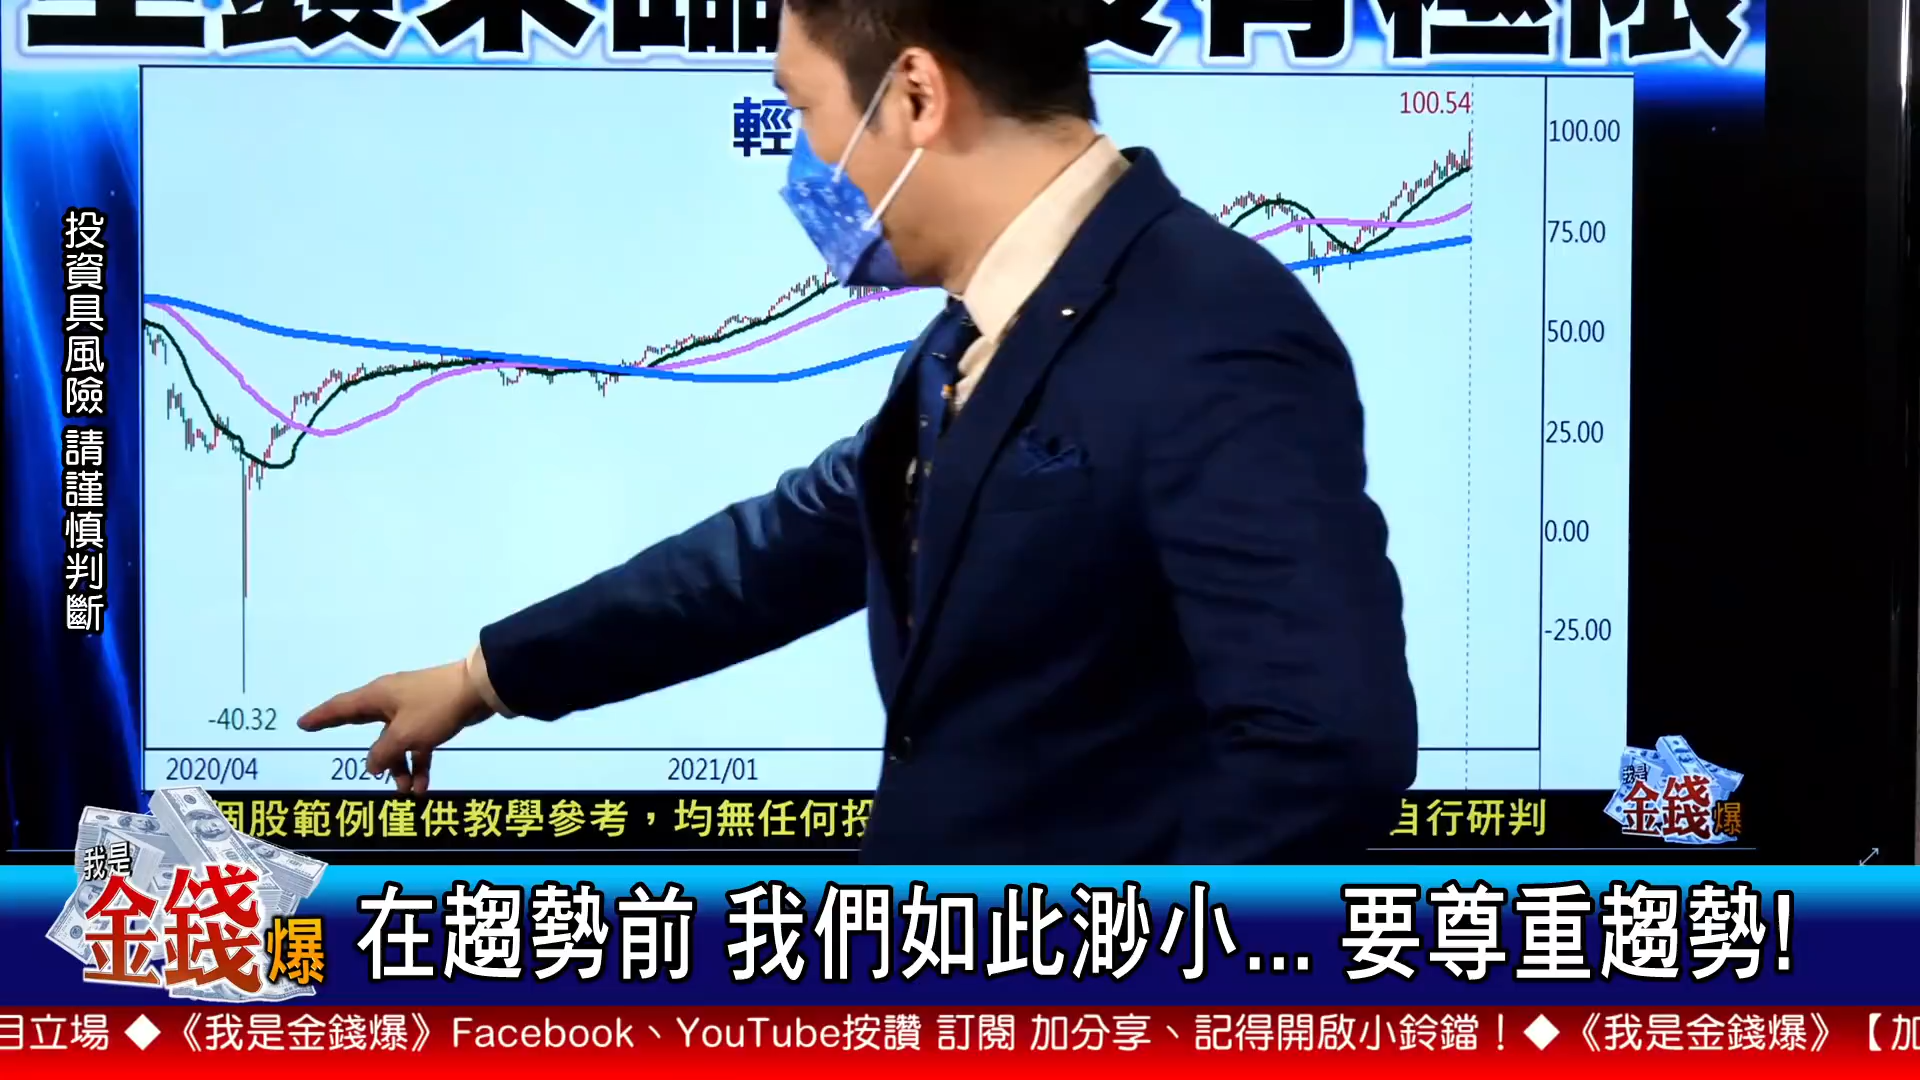 輕
100.54
100.00
75.00
50.00
25.00
0.00
-25.00
-40.32
2020/04
2021/01
投資具風險 請謹慎判斷
個股範例僅供教學參考，均無任何投
自行研判
我是
金錢爆
我是
金錢爆
在趨勢前 我們如此渺小... 要尊重趨勢!
目立場 ◆《我是金錢爆》Facebook、YouTube按讚 訂閱 加分享、記得開啟小鈴鐺！◆《我是金錢爆》【加